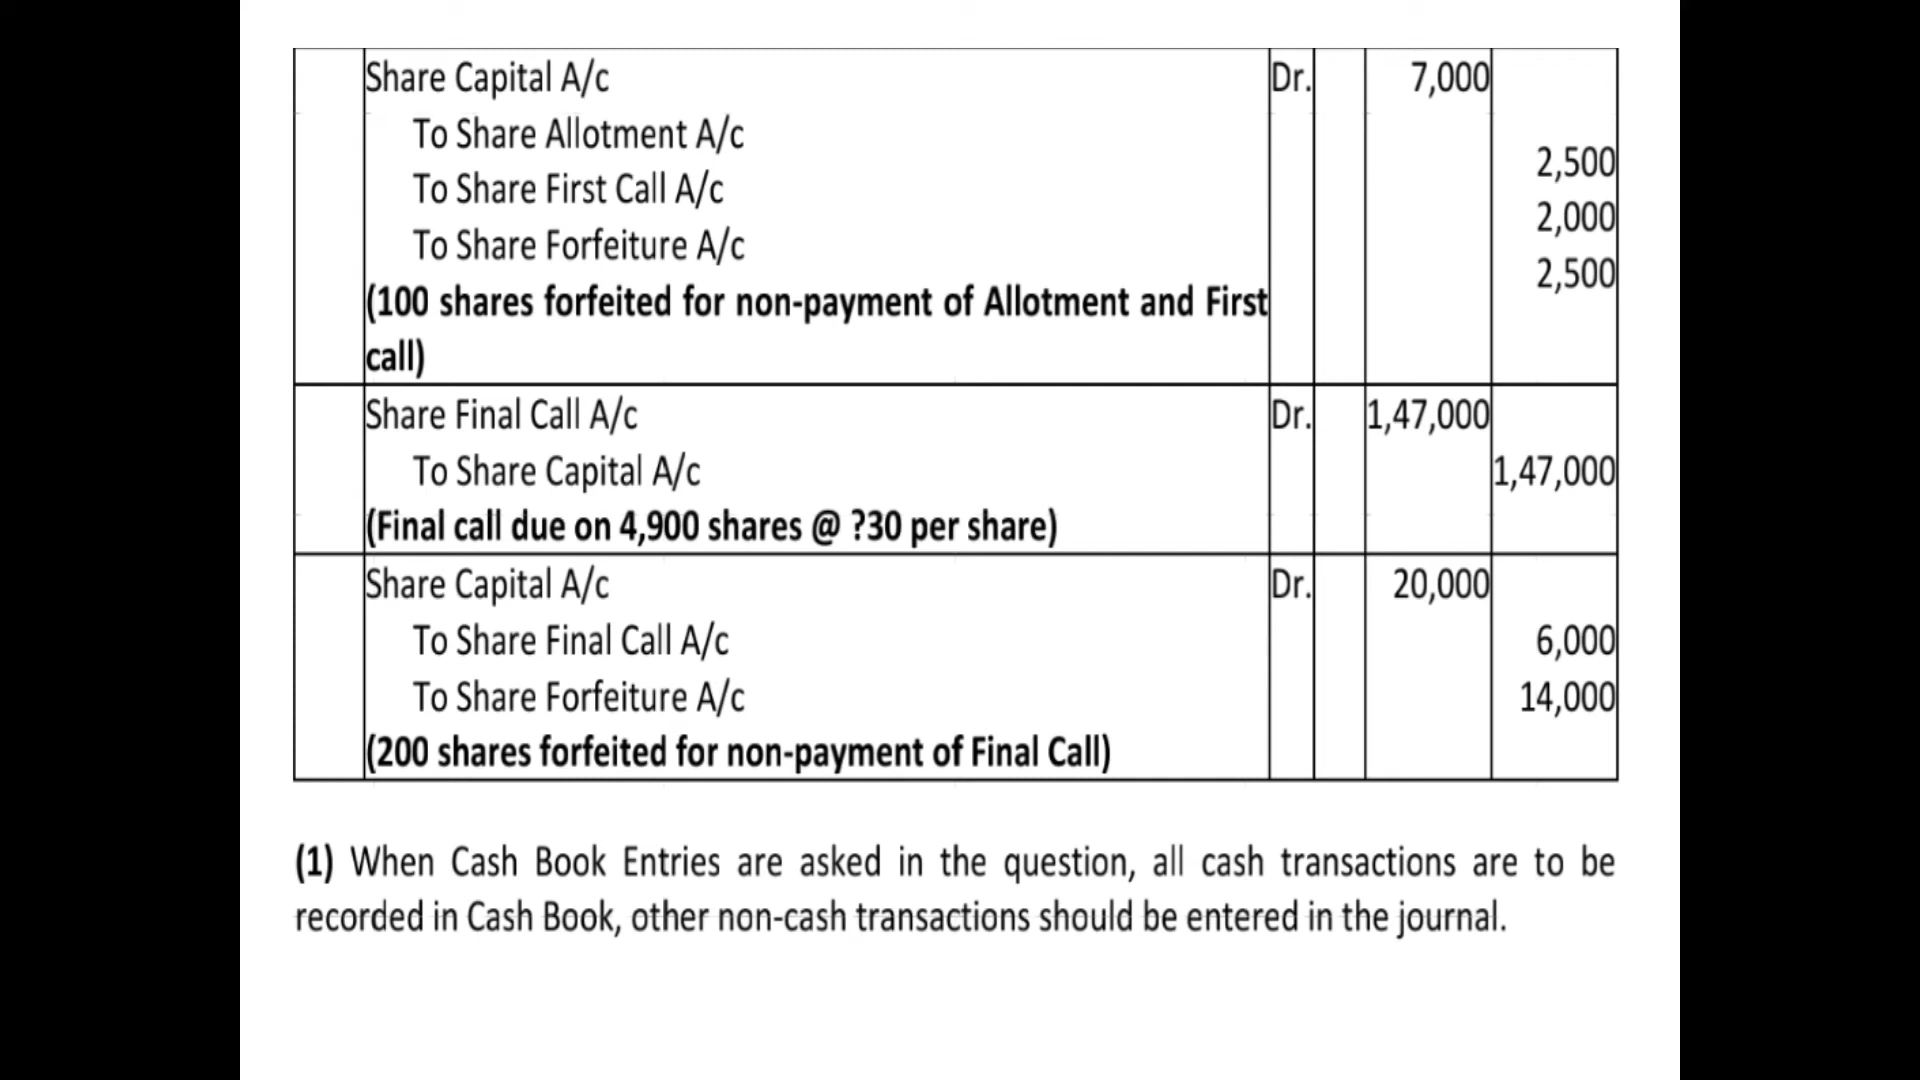 Share Capital A/c Dr. 7,000
To Share Allotment A/c 2,500
To Share First Call A/c 2,000
To Share Forfeiture A/c 2,500
(100 shares forfeited for non-payment of Allotment and First
call)
Share Final Call A/c Dr. 1,47,000
To Share Capital A/c 1,47,000
(Final call due on 4,900 shares @ ?30 per share)
Share Capital A/c Dr. 20,000
To Share Final Call A/c 6,000
To Share Forfeiture A/c 14,000
(200 shares forfeited for non-payment of Final Call)
(1) When Cash Book Entries are asked in the question, all cash transactions are to be
recorded in Cash Book, other non-cash transactions should be entered in the journal.